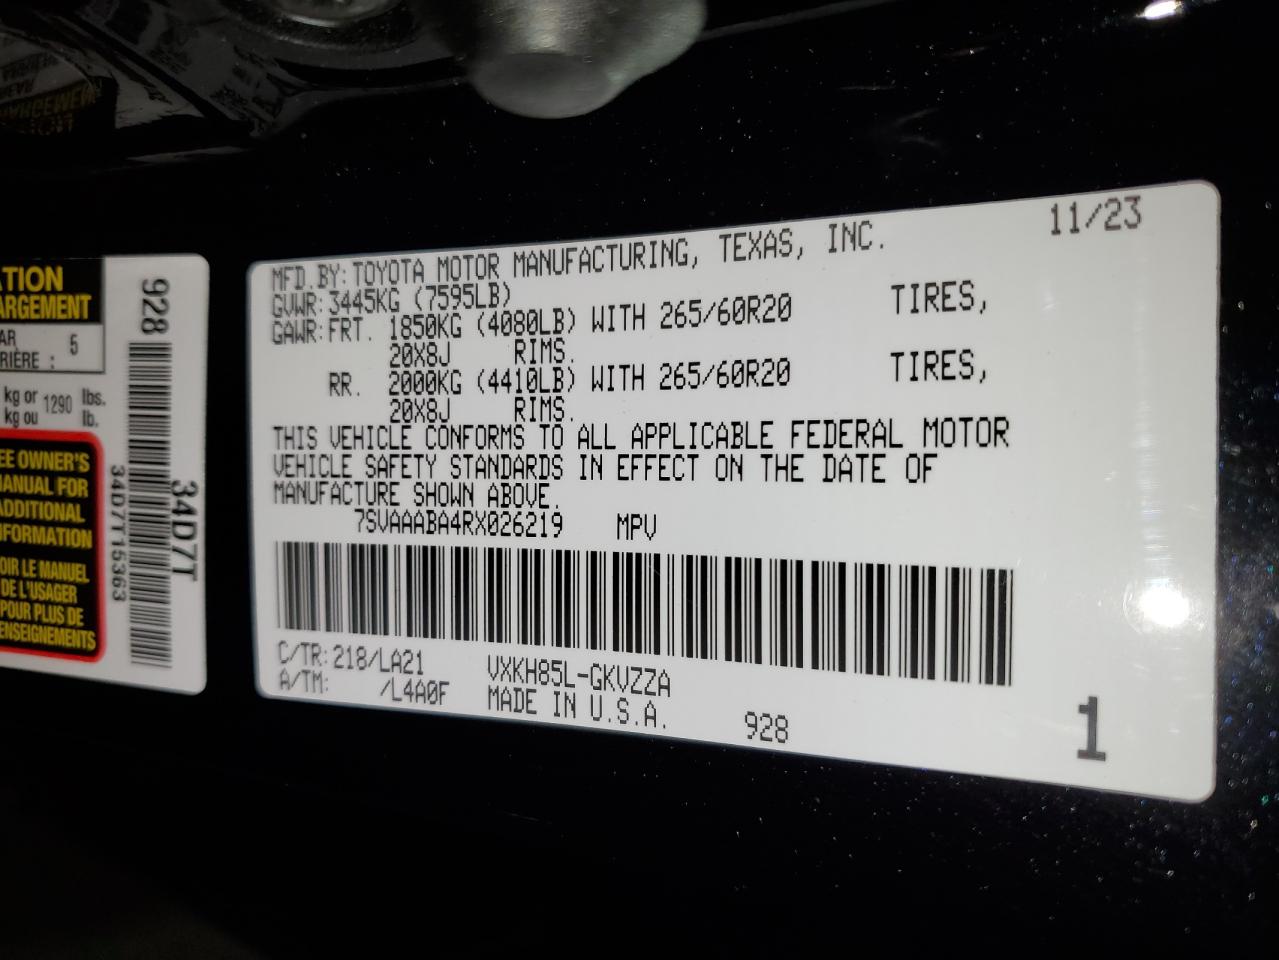 TION
ARGEMENT
AR
RIÈRE : 5
kg or 1290 lbs.
kg ou lb.
EE OWNER'S
MANUAL FOR
ADDITIONAL
NFORMATION
OIR LE MANUEL
DE L'USAGER
POUR PLUS DE
ENSEIGNEMENTS
928
34D7T
34D7T15363
11/23
MFD.BY:TOYOTA MOTOR MANUFACTURING, TEXAS, INC.
GVWR:3445KG (7595LB)
GAWR:FRT. 1850KG (4080LB) WITH 265/60R20 TIRES,
20X8J RIMS.
RR. 2000KG (4410LB) WITH 265/60R20 TIRES,
20X8J RIMS.
THIS VEHICLE CONFORMS TO ALL APPLICABLE FEDERAL MOTOR
VEHICLE SAFETY STANDARDS IN EFFECT ON THE DATE OF
MANUFACTURE SHOWN ABOVE.
7SVAAABA4RX026219 MPV
C/TR:218/LA21 VXKH85L-GKVZZA
A/TM: /L4A0F MADE IN U.S.A. 928
1